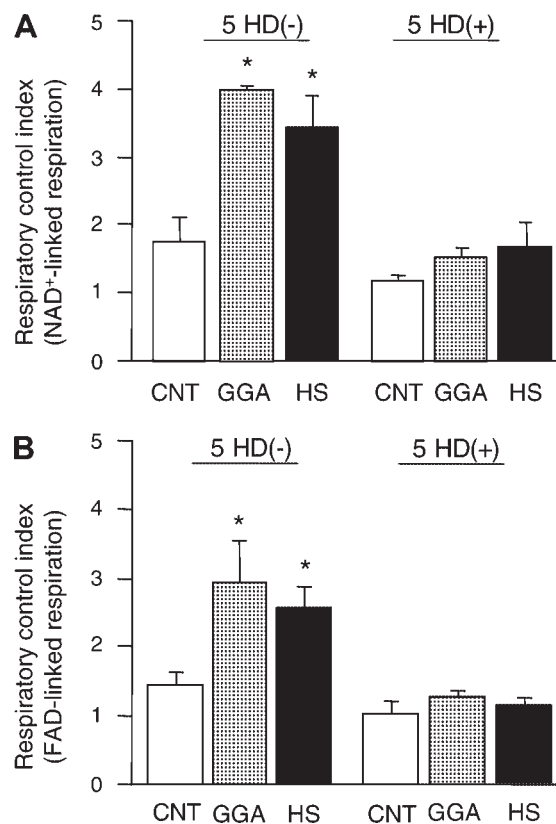 A
5 HD(-)
5 HD(+)
Respiratory control index
(NAD+-linked respiration)
5
4
3
2
1
0
*
*
CNT GGA HS CNT GGA HS
B
5 HD(-)
5 HD(+)
Respiratory control index
(FAD-linked respiration)
5
4
3
2
1
0
*
*
CNT GGA HS CNT GGA HS